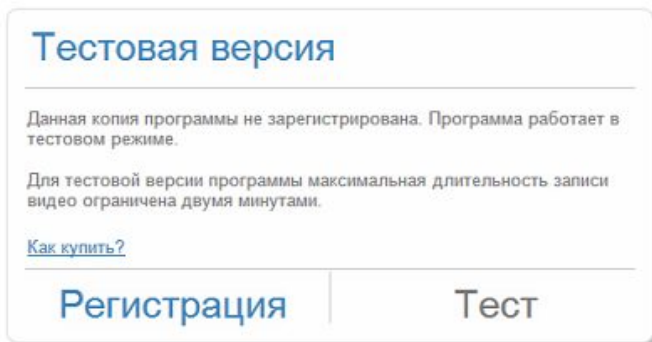 Тестовая версия
Данная копия программы не зарегистрирована. Программа работает в
тестовом режиме.
Для тестовой версии программы максимальная длительность записи
видео ограничена двумя минутами.
Как купить?
Регистрация Тест